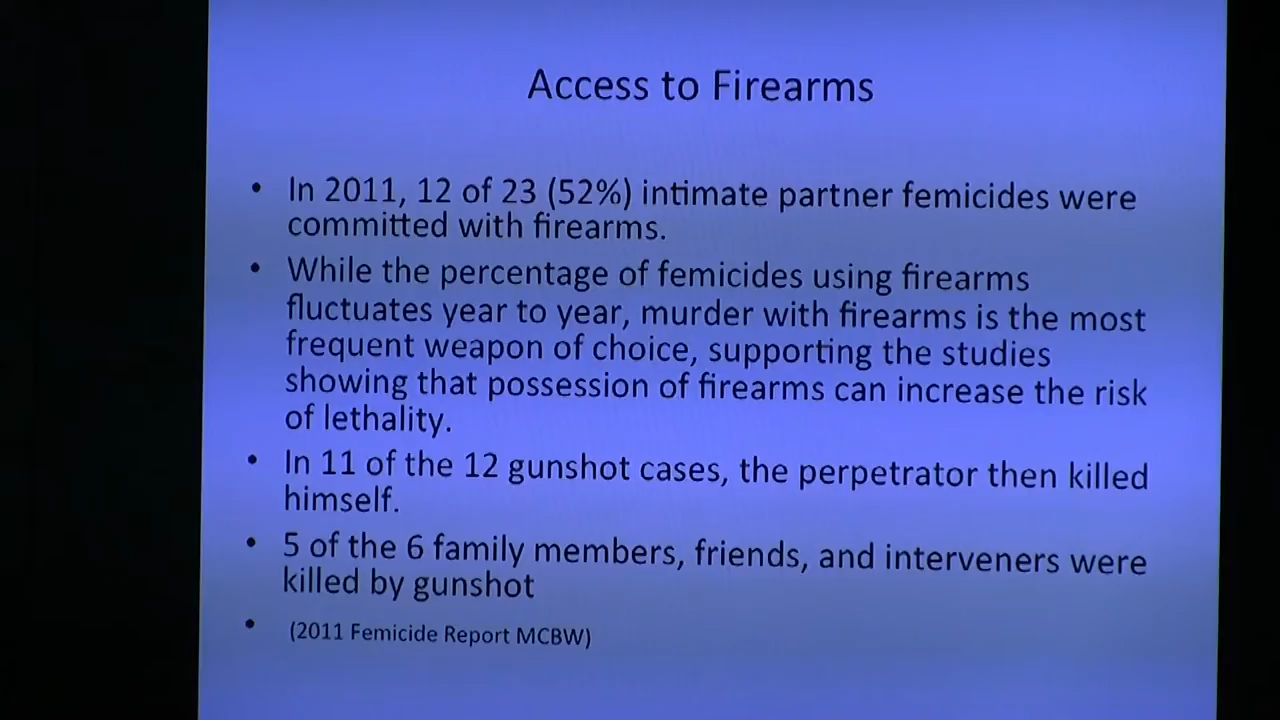 Access to Firearms
• In 2011, 12 of 23 (52%) intimate partner femicides were
committed with firearms.
• While the percentage of femicides using firearms
fluctuates year to year, murder with firearms is the most
frequent weapon of choice, supporting the studies
showing that possession of firearms can increase the risk
of lethality.
• In 11 of the 12 gunshot cases, the perpetrator then killed
himself.
• 5 of the 6 family members, friends, and interveners were
killed by gunshot
• (2011 Femicide Report MCBW)